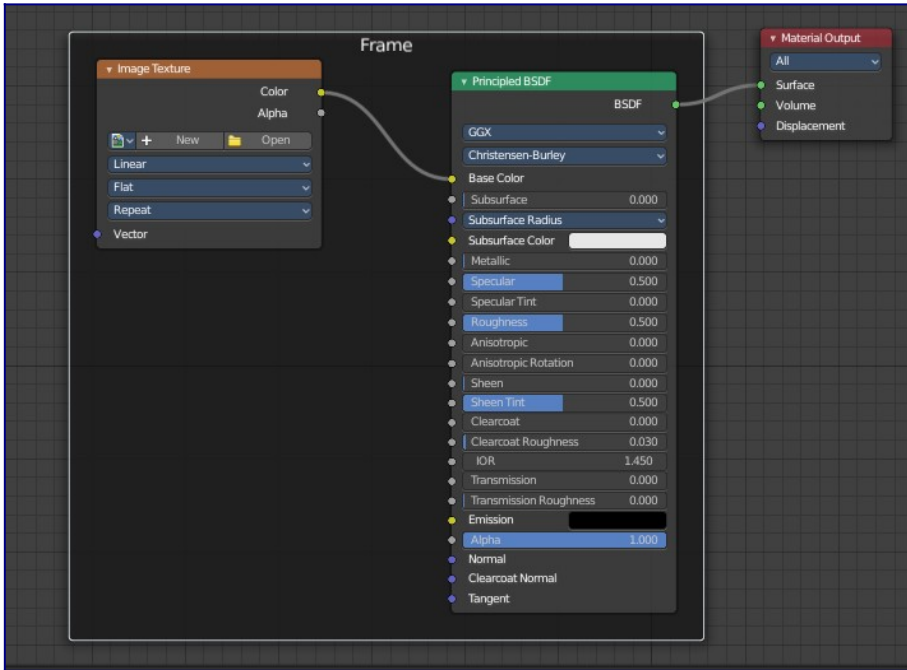 Frame
Image Texture
Color
Alpha
New Open
Linear
Flat
Repeat
Vector
Principled BSDF
BSDF
GGX
Christensen-Burley
Base Color
Subsurface 0.000
Subsurface Radius
Subsurface Color
Metallic 0.000
Specular 0.500
Specular Tint 0.000
Roughness 0.500
Anisotropic 0.000
Anisotropic Rotation 0.000
Sheen 0.000
Sheen Tint 0.500
Clearcoat 0.000
Clearcoat Roughness 0.030
IOR 1.450
Transmission 0.000
Transmission Roughness 0.000
Emission
Alpha 1.000
Normal
Clearcoat Normal
Tangent
Material Output
All
Surface
Volume
Displacement